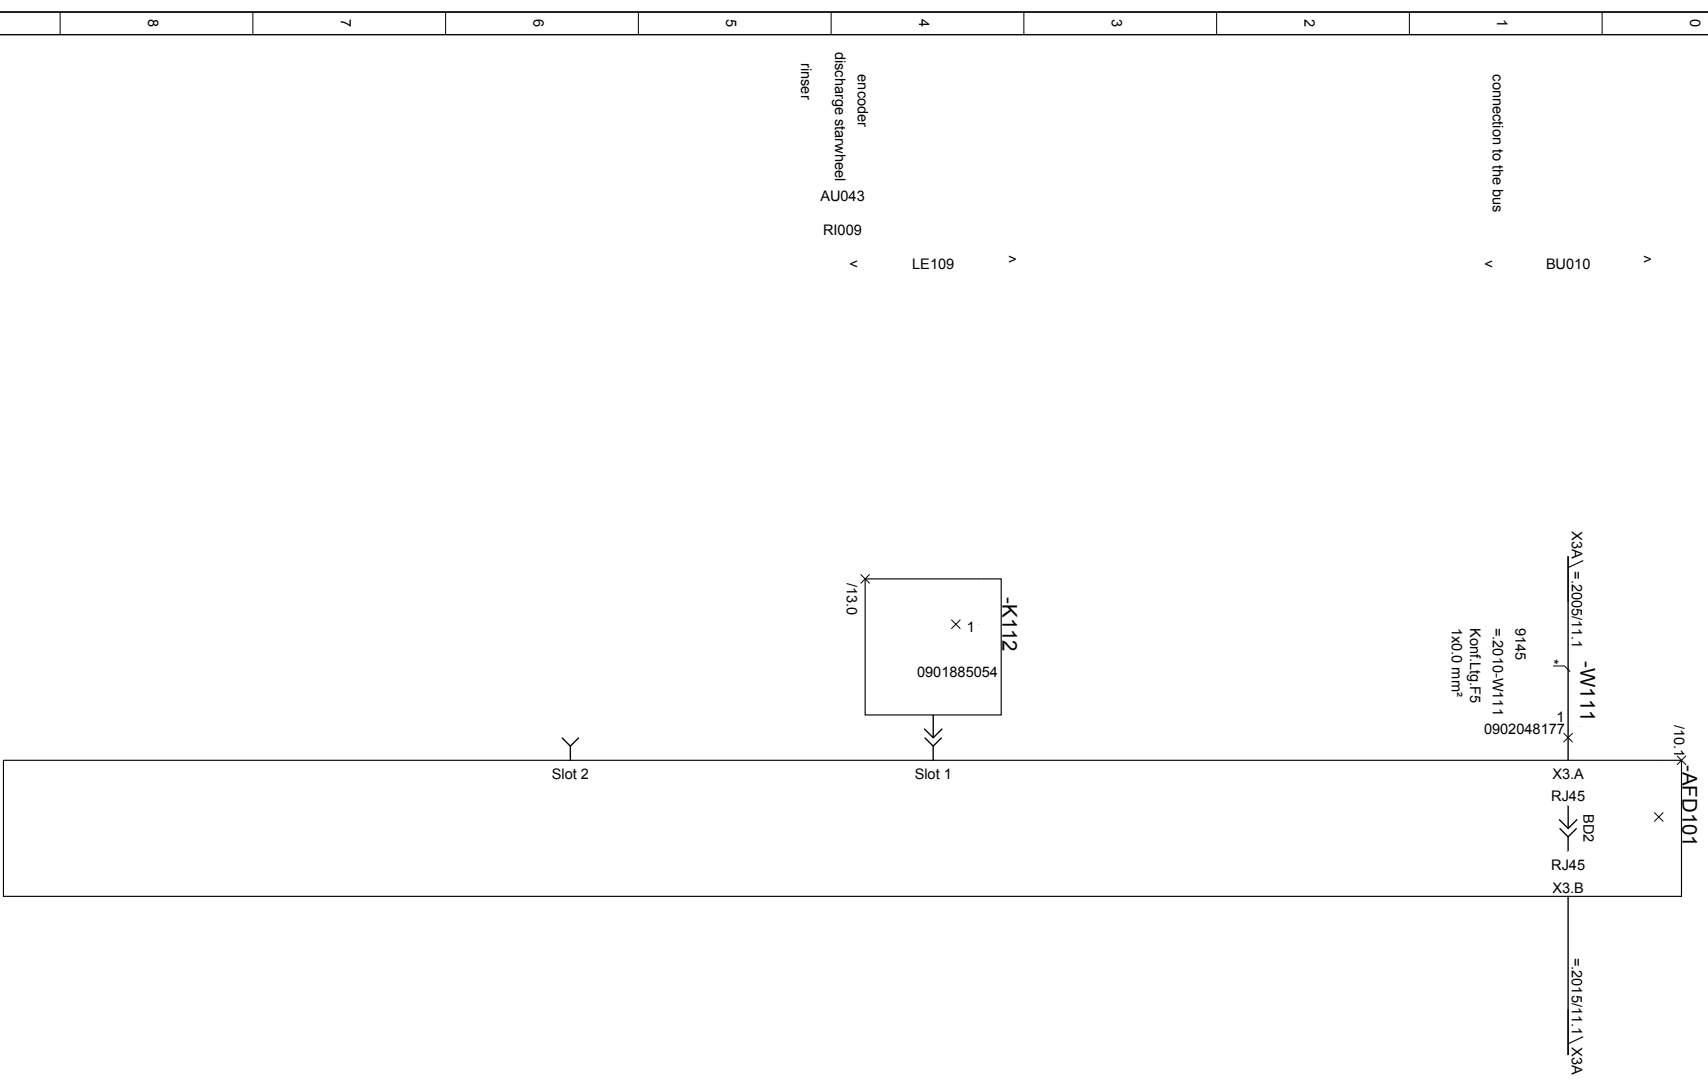 0
1
2
3
4
5
6
7
8
connection to the bus
encoder
discharge starwheel
rinser
AU043
RI009
< LE109 >
< BU010 >
X3A\ =.2005/11.1
-W111
*
9145
=.2010-W111
Konf.Ltg.F5
1x0.0 mm²
1
0902048177
/10.1
-AFD101
-K112
1
0901885054
/13.0
Slot 2
Slot 1
X3.A
RJ45
BD2
RJ45
X3.B
=.2015/11.1\X3A